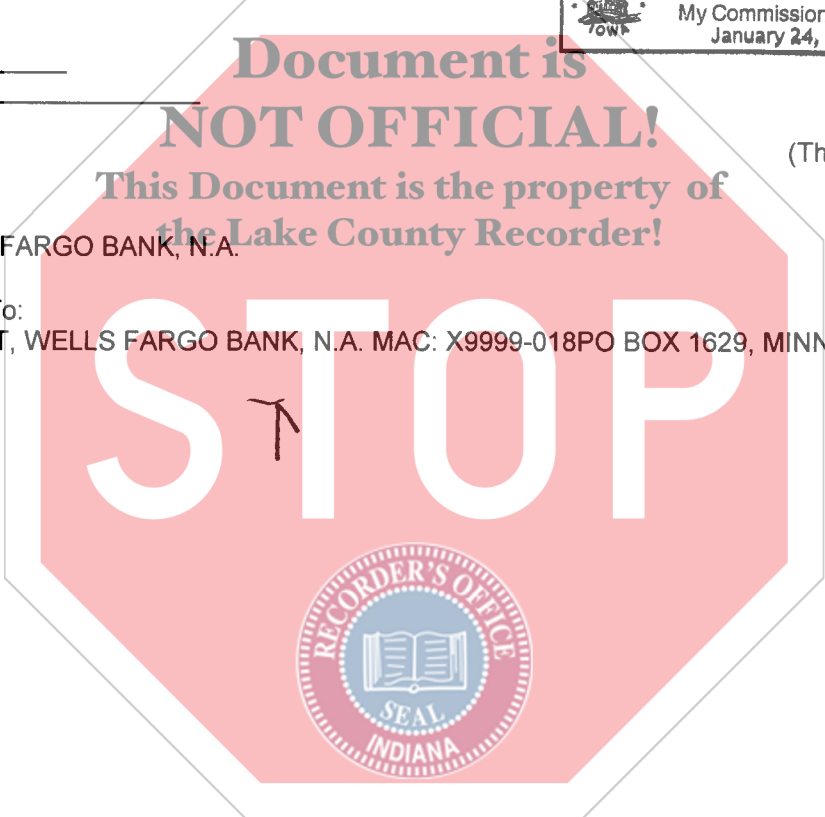 IOWA
My Commission
January 24,
Document is
NOT OFFICIAL!
(Th
This Document is the property of
the Lake County Recorder!
FARGO BANK, N.A.
o:
T, WELLS FARGO BANK, N.A. MAC: X9999-018PO BOX 1629, MINN
STOP
RECORDER'S OFFICE
SEAL
INDIANA